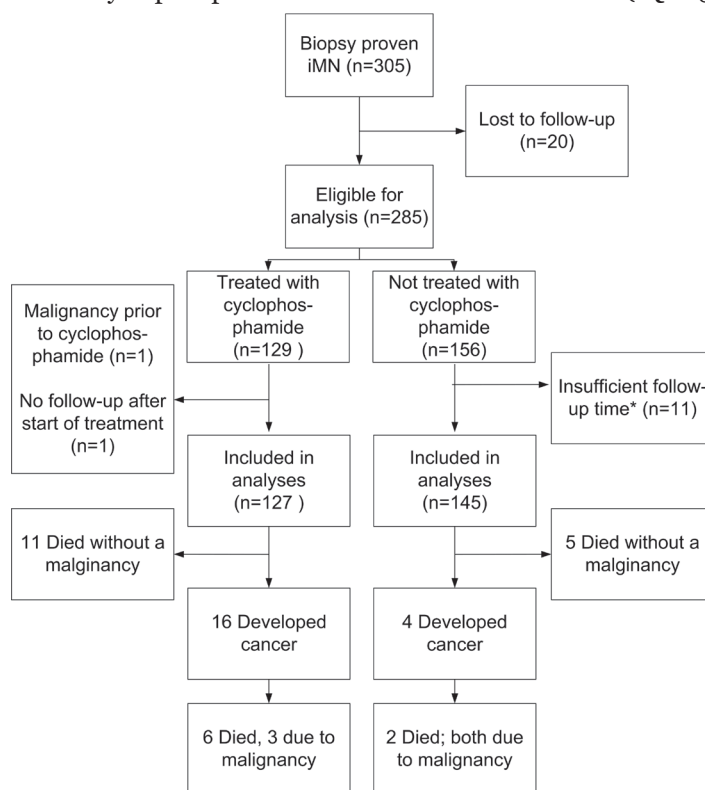 Biopsy proven
iMN (n=305)
Lost to follow-up
(n=20)
Eligible for
analysis (n=285)
Treated with
cyclophos-
phamide
(n=129 )
Not treated with
cyclophos-
phamide
(n=156)
Malignancy prior
to cyclophos-
phamide (n=1)
No follow-up after
start of treatment
(n=1)
Insufficient follow-
up time* (n=11)
Included in
analyses
(n=127 )
Included in
analyses
(n=145)
11 Died without a
malginancy
5 Died without a
malginancy
16 Developed
cancer
4 Developed
cancer
6 Died, 3 due to
malignancy
2 Died; both due
to malignancy